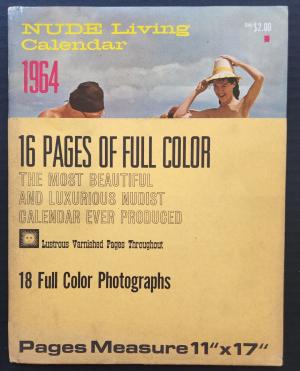 NUDE Living
Calendar
$2.00
1964
16 PAGES OF FULL COLOR
THE MOST BEAUTIFUL
AND LUXURIOUS NUDIST
CALENDAR EVER PRODUCED
Lustrous Varnished Pages Throughout
18 Full Color Photographs
Pages Measure 11"x17"